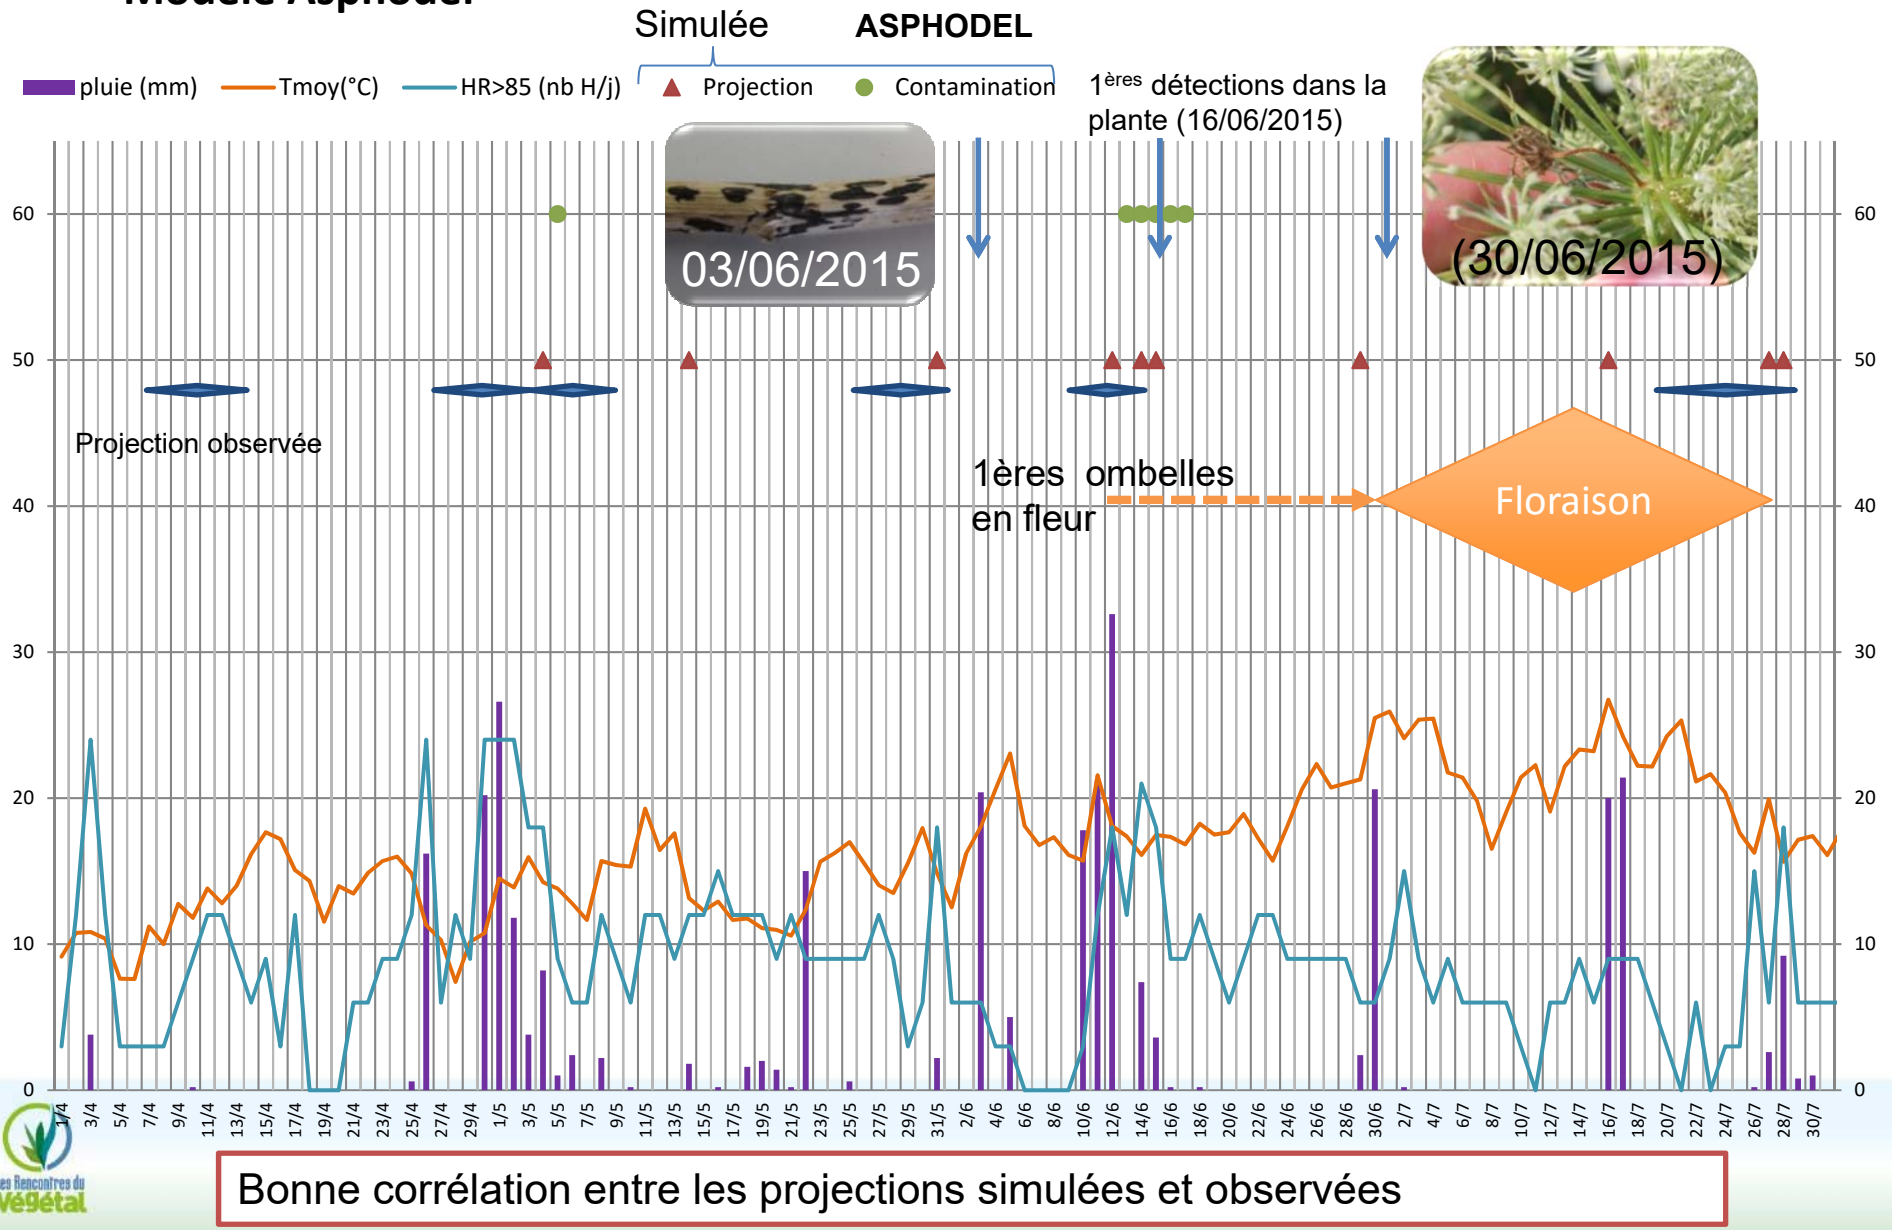 Modèle Asphodel
Simulée ASPHODEL
pluie (mm) Tmoy(°C) HR>85 (nb H/j) Projection Contamination
1ères détections dans la
plante (16/06/2015)
03/06/2015
(30/06/2015)
60 60
50 50
Projection observée
1ères ombelles
en fleur
Floraison
40 40
30 30
20 20
10 10
0 0
1/4 3/4 5/4 7/4 9/4 11/4 13/4 15/4 17/4 19/4 21/4 23/4 25/4 27/4 29/4 1/5 3/5 5/5 7/5 9/5 11/5 13/5 15/5 17/5 19/5 21/5 23/5 25/5 27/5 29/5 31/5 2/6 4/6 6/6 8/6 10/6 12/6 14/6 16/6 18/6 20/6 22/6 24/6 26/6 28/6 30/6 2/7 4/7 6/7 8/7 10/7 12/7 14/7 16/7 18/7 20/7 22/7 24/7 26/7 28/7 30/7
es Rencontres du
Végétal
Bonne corrélation entre les projections simulées et observées